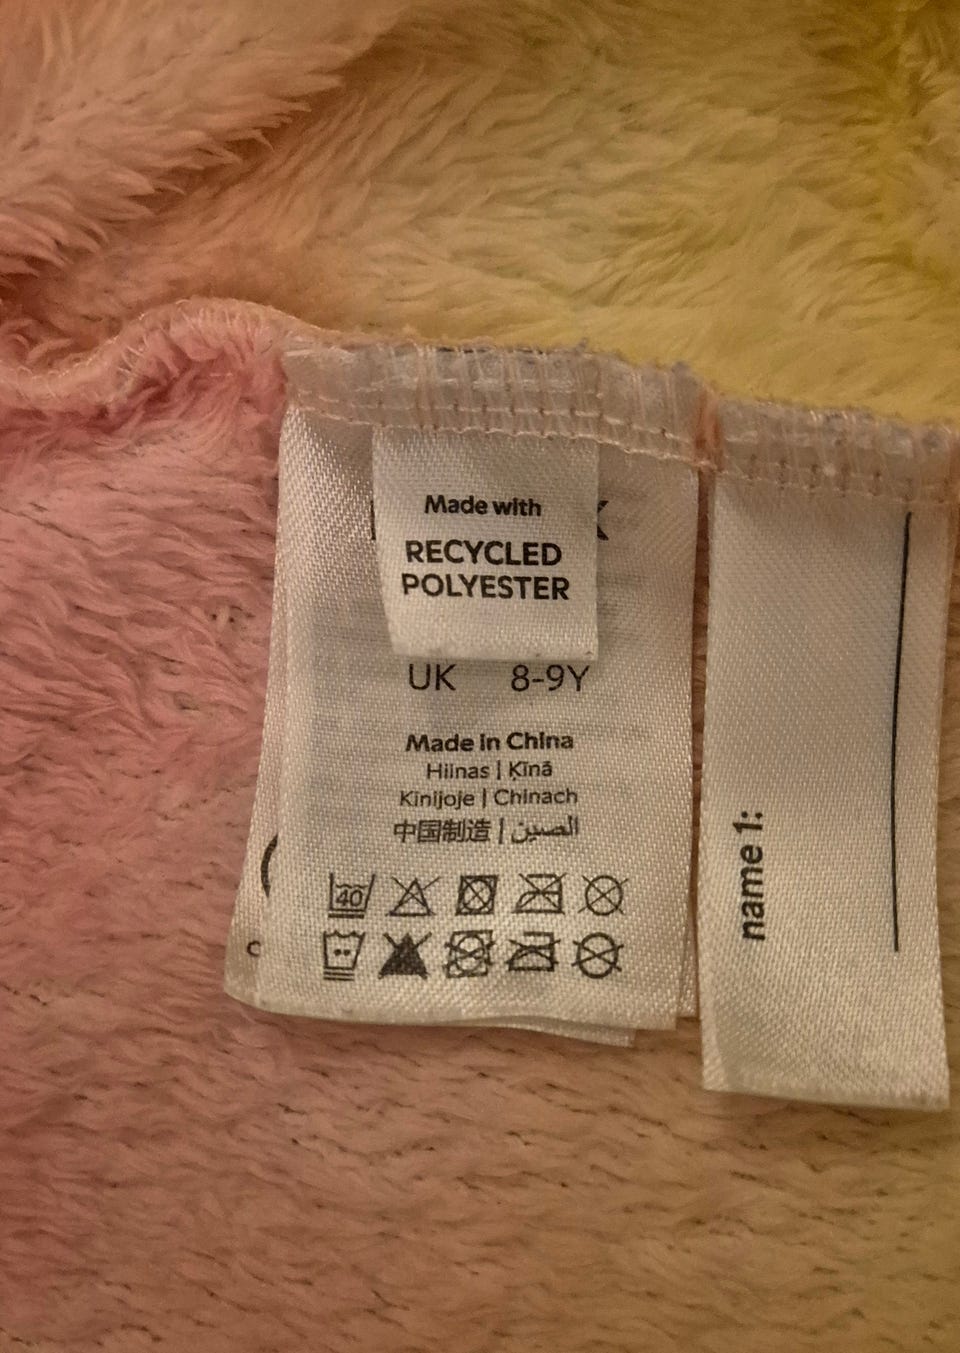 Made with
RECYCLED
POLYESTER
UK 8-9Y
Made in China
Hiinas | Ķīnā
Kinijoje | Chinach
中国制造 | الصين
40
name 1: